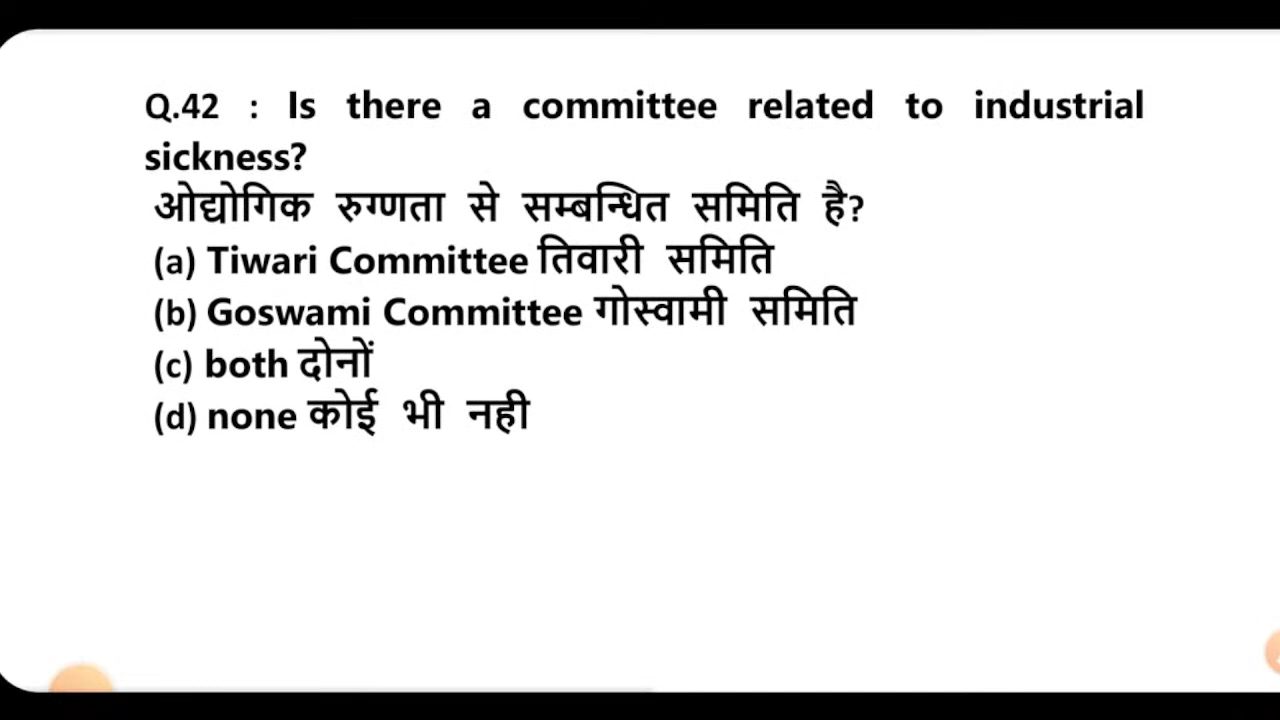 Q.42 : Is there a committee related to industrial
sickness?
ओद्योगिक रुग्णता से सम्बन्धित समिति है?
(a) Tiwari Committee तिवारी समिति
(b) Goswami Committee गोस्वामी समिति
(c) both दोनों
(d) none कोई भी नही